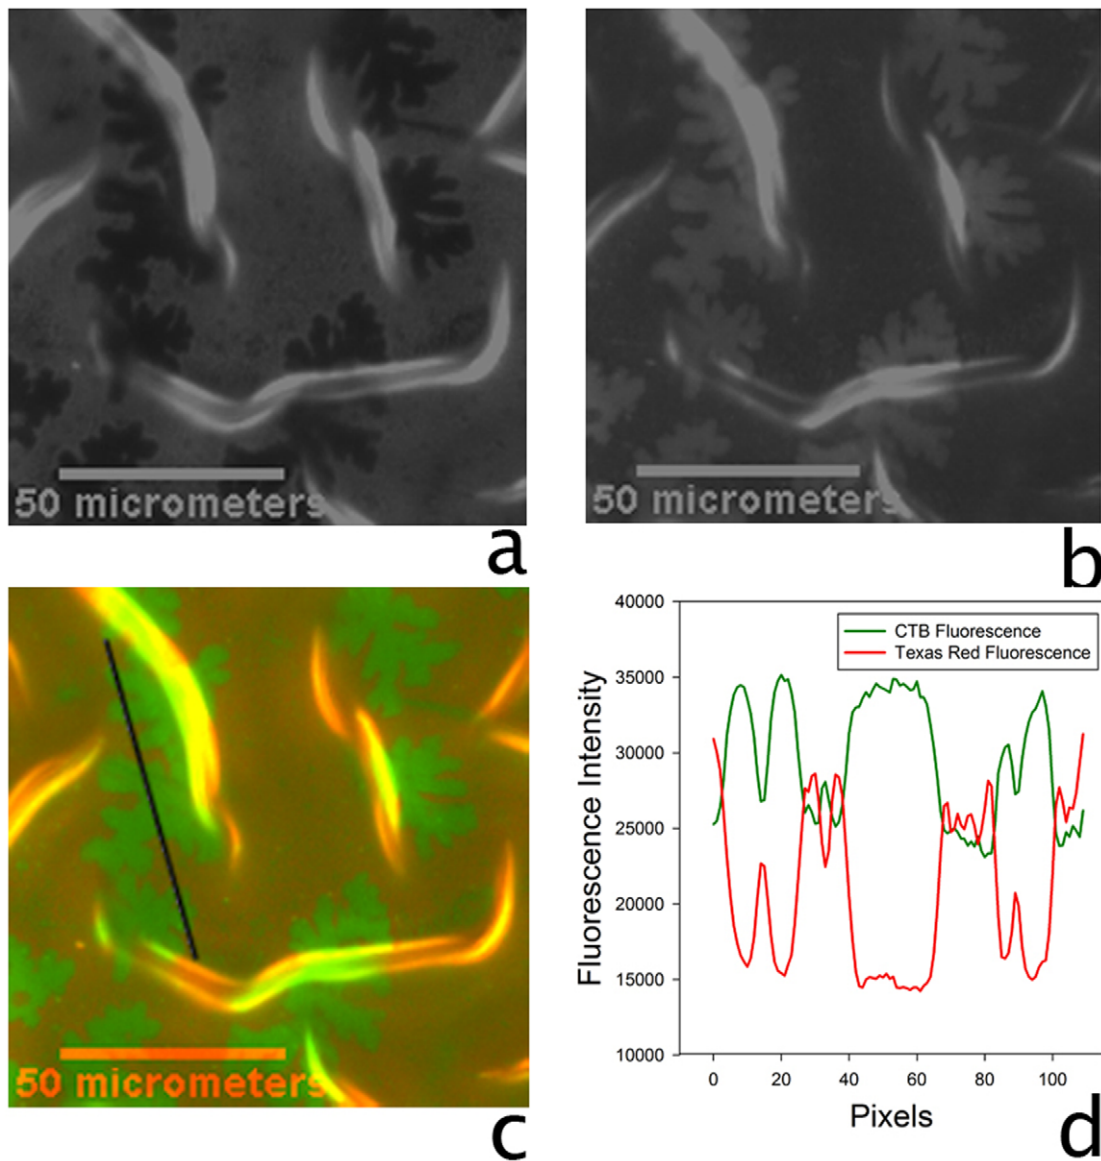 50 micrometers
a
50 micrometers
b
50 micrometers
c
40000
35000
30000
25000
20000
15000
10000
Fluorescence Intensity
CTB Fluorescence
Texas Red Fluorescence
0 20 40 60 80 100
Pixels
d